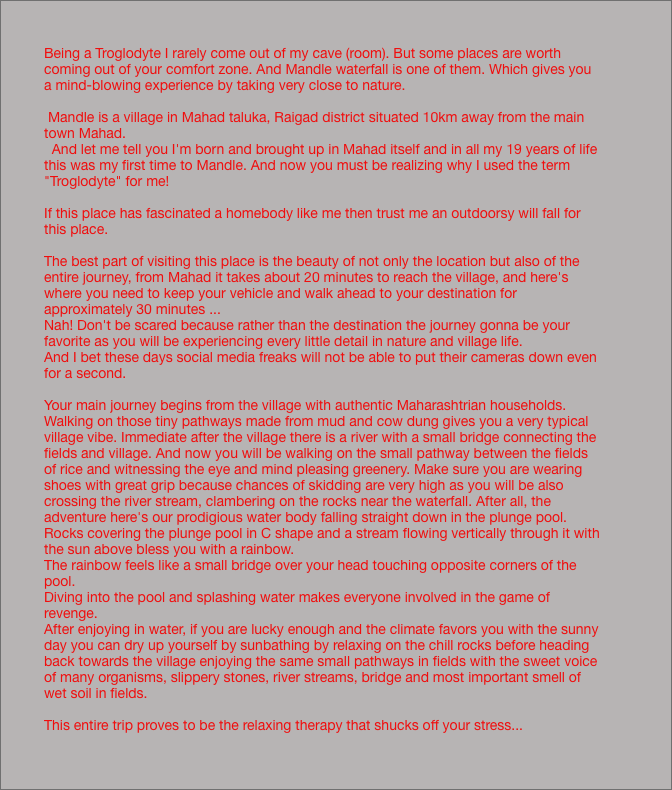 Being a Troglodyte I rarely come out of my cave (room). But some places are worth
coming out of your comfort zone. And Mandle waterfall is one of them. Which gives you
a mind-blowing experience by taking very close to nature.
Mandle is a village in Mahad taluka, Raigad district situated 10km away from the main
town Mahad.
And let me tell you I'm born and brought up in Mahad itself and in all my 19 years of life
this was my first time to Mandle. And now you must be realizing why I used the term
"Troglodyte" for me!
If this place has fascinated a homebody like me then trust me an outdoorsy will fall for
this place.
The best part of visiting this place is the beauty of not only the location but also of the
entire journey, from Mahad it takes about 20 minutes to reach the village, and here's
where you need to keep your vehicle and walk ahead to your destination for
approximately 30 minutes ...
Nah! Don't be scared because rather than the destination the journey gonna be your
favorite as you will be experiencing every little detail in nature and village life.
And I bet these days social media freaks will not be able to put their cameras down even
for a second.
Your main journey begins from the village with authentic Maharashtrian households.
Walking on those tiny pathways made from mud and cow dung gives you a very typical
village vibe. Immediate after the village there is a river with a small bridge connecting the
fields and village. And now you will be walking on the small pathway between the fields
of rice and witnessing the eye and mind pleasing greenery. Make sure you are wearing
shoes with great grip because chances of skidding are very high as you will be also
crossing the river stream, clambering on the rocks near the waterfall. After all, the
adventure here's our prodigious water body falling straight down in the plunge pool.
Rocks covering the plunge pool in C shape and a stream flowing vertically through it with
the sun above bless you with a rainbow.
The rainbow feels like a small bridge over your head touching opposite corners of the
pool.
Diving into the pool and splashing water makes everyone involved in the game of
revenge.
After enjoying in water, if you are lucky enough and the climate favors you with the sunny
day you can dry up yourself by sunbathing by relaxing on the chill rocks before heading
back towards the village enjoying the same small pathways in fields with the sweet voice
of many organisms, slippery stones, river streams, bridge and most important smell of
wet soil in fields.
This entire trip proves to be the relaxing therapy that shucks off your stress...